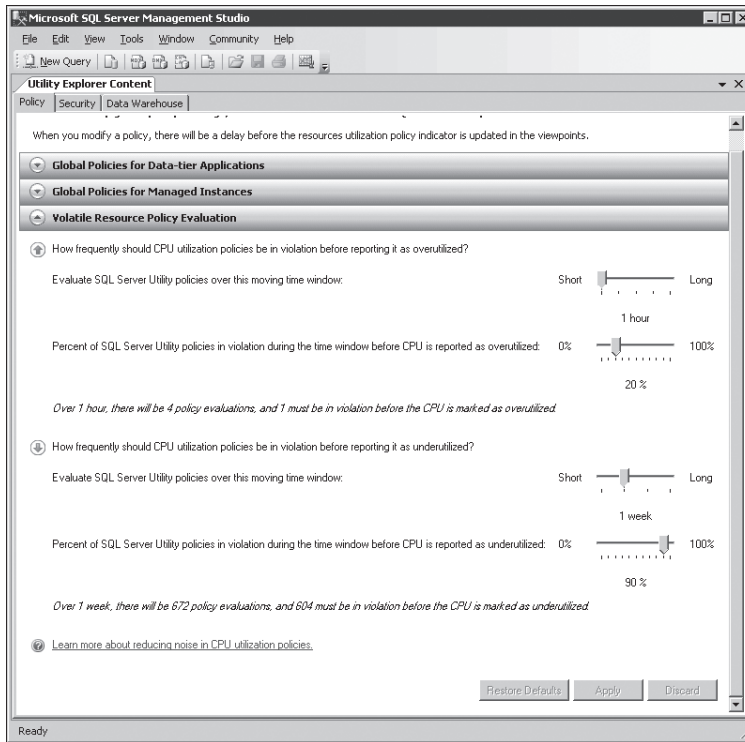 Microsoft SQL Server Management Studio
File Edit View Tools Window Community Help
New Query
Utility Explorer Content
Policy Security Data Warehouse
When you modify a policy, there will be a delay before the resources utilization policy indicator is updated in the viewpoints.
Global Policies for Data-tier Applications
Global Policies for Managed Instances
Volatile Resource Policy Evaluation
How frequently should CPU utilization policies be in violation before reporting it as overutilized?
Evaluate SQL Server Utility policies over this moving time window: Short Long
1 hour
Percent of SQL Server Utility policies in violation during the time window before CPU is reported as overutilized: 0% 100%
20 %
Over 1 hour, there will be 4 policy evaluations, and 1 must be in violation before the CPU is marked as overutilized.
How frequently should CPU utilization policies be in violation before reporting it as underutilized?
Evaluate SQL Server Utility policies over this moving time window: Short Long
1 week
Percent of SQL Server Utility policies in violation during the time window before CPU is reported as underutilized: 0% 100%
90 %
Over 1 week, there will be 672 policy evaluations, and 604 must be in violation before the CPU is marked as underutilized.
Learn more about reducing noise in CPU utilization policies.
Restore Defaults Apply Discard
Ready